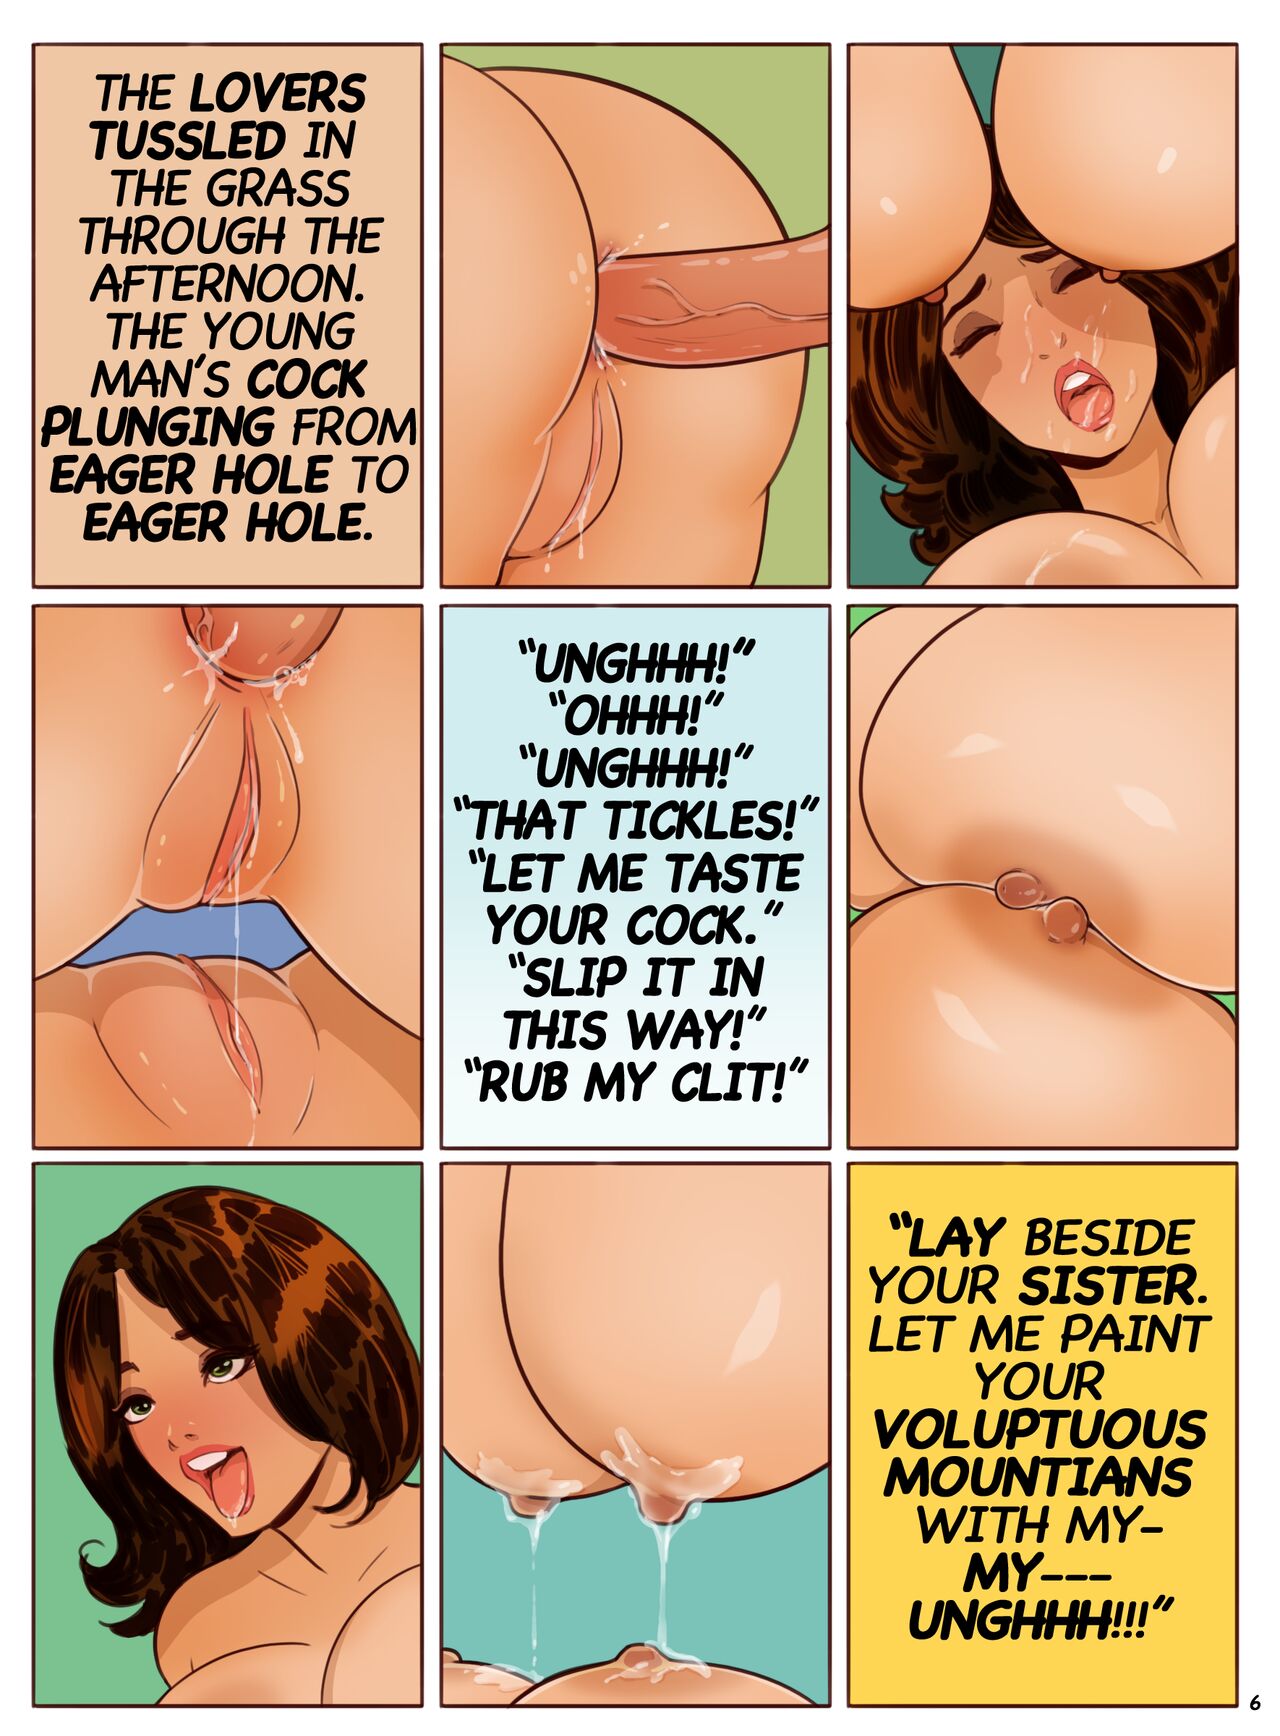 THE LOVERS
TUSSLED IN
THE GRASS
THROUGH THE
AFTERNOON.
THE YOUNG
MAN'S COCK
PLUNGING FROM
EAGER HOLE TO
EAGER HOLE.
"UNGHHH!"
"OHHH!"
"UNGHHH!"
"THAT TICKLES!"
"LET ME TASTE
YOUR COCK."
"SLIP IT IN
THIS WAY!"
"RUB MY CLIT!"
"LAY BESIDE
YOUR SISTER.
LET ME PAINT
YOUR
VOLUPTUOUS
MOUNTIANS
WITH MY-
MY---
UNGHHH!!!"
6